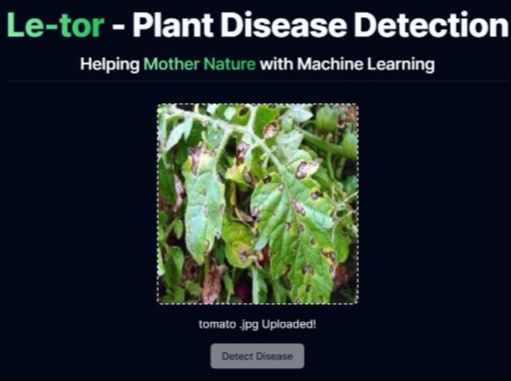 Le-tor - Plant Disease Detection
Helping Mother Nature with Machine Learning
tomato .jpg Uploaded!
Detect Disease